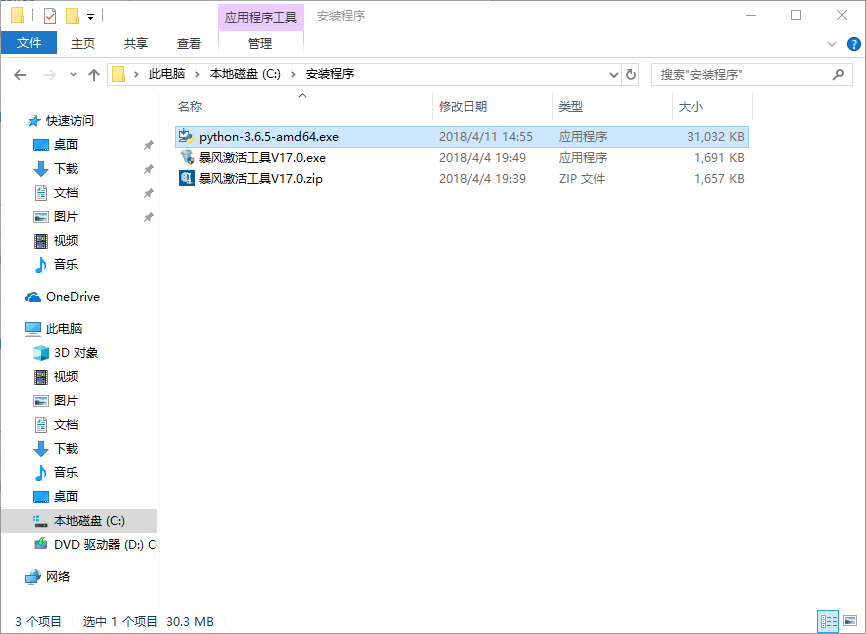 应用程序工具 安装程序
文件 主页 共享 查看 管理
此电脑 本地磁盘 (C:) 安装程序 搜索"安装程序"
名称 修改日期 类型 大小
python-3.6.5-amd64.exe 2018/4/11 14:55 应用程序 31,032 KB
暴风激活工具V17.0.exe 2018/4/4 19:49 应用程序 1,691 KB
暴风激活工具V17.0.zip 2018/4/4 19:39 ZIP 文件 1,657 KB
快速访问
桌面
下载
文档
图片
视频
音乐
OneDrive
此电脑
3D 对象
视频
图片
文档
下载
音乐
桌面
本地磁盘 (C:)
DVD 驱动器 (D:) C
网络
3 个项目 选中 1 个项目 30.3 MB